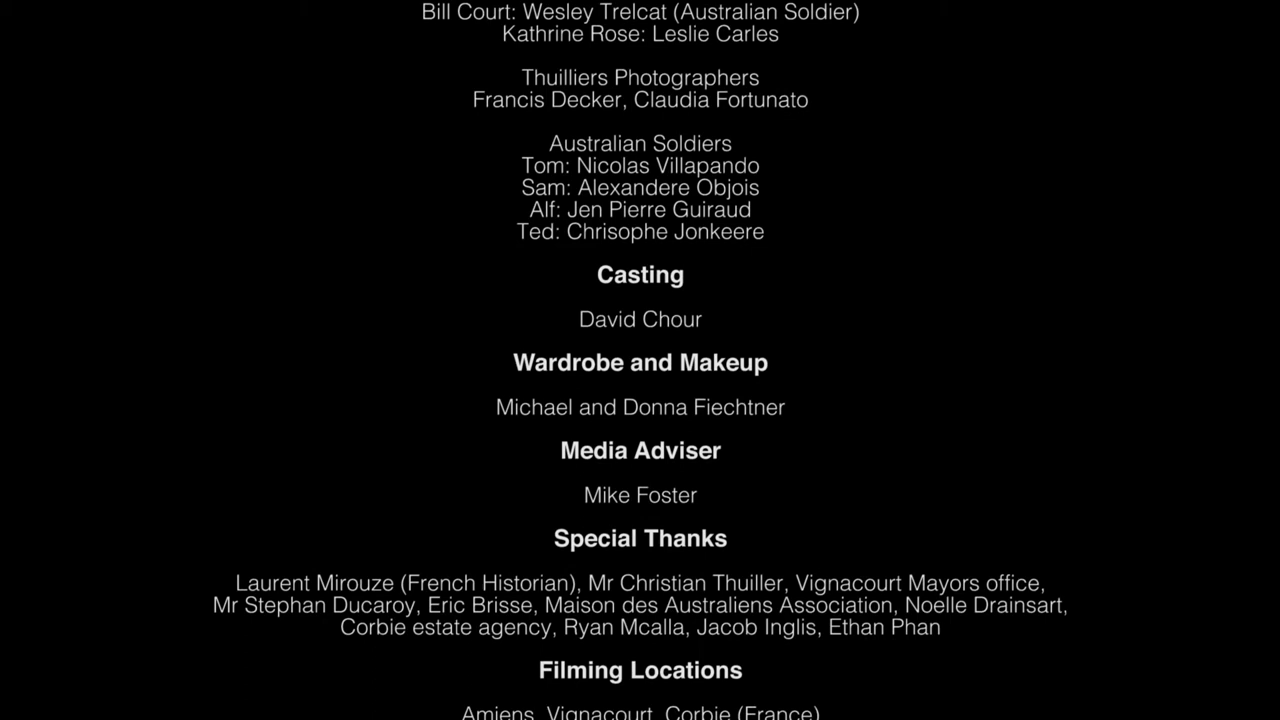 Bill Court: Wesley Trelcat (Australian Soldier)
Kathrine Rose: Leslie Carles
Thuilliers Photographers
Francis Decker, Claudia Fortunato
Australian Soldiers
Tom: Nicolas Villapando
Sam: Alexandere Objois
Alf: Jen Pierre Guiraud
Ted: Chrisophe Jonkeere
Casting
David Chour
Wardrobe and Makeup
Michael and Donna Fiechtner
Media Adviser
Mike Foster
Special Thanks
Laurent Mirouze (French Historian), Mr Christian Thuiller, Vignacourt Mayors office,
Mr Stephan Ducaroy, Eric Brisse, Maison des Australiens Association, Noelle Drainsart,
Corbie estate agency, Ryan Mcalla, Jacob Inglis, Ethan Phan
Filming Locations
Amiens, Vignacourt, Corbie (France)